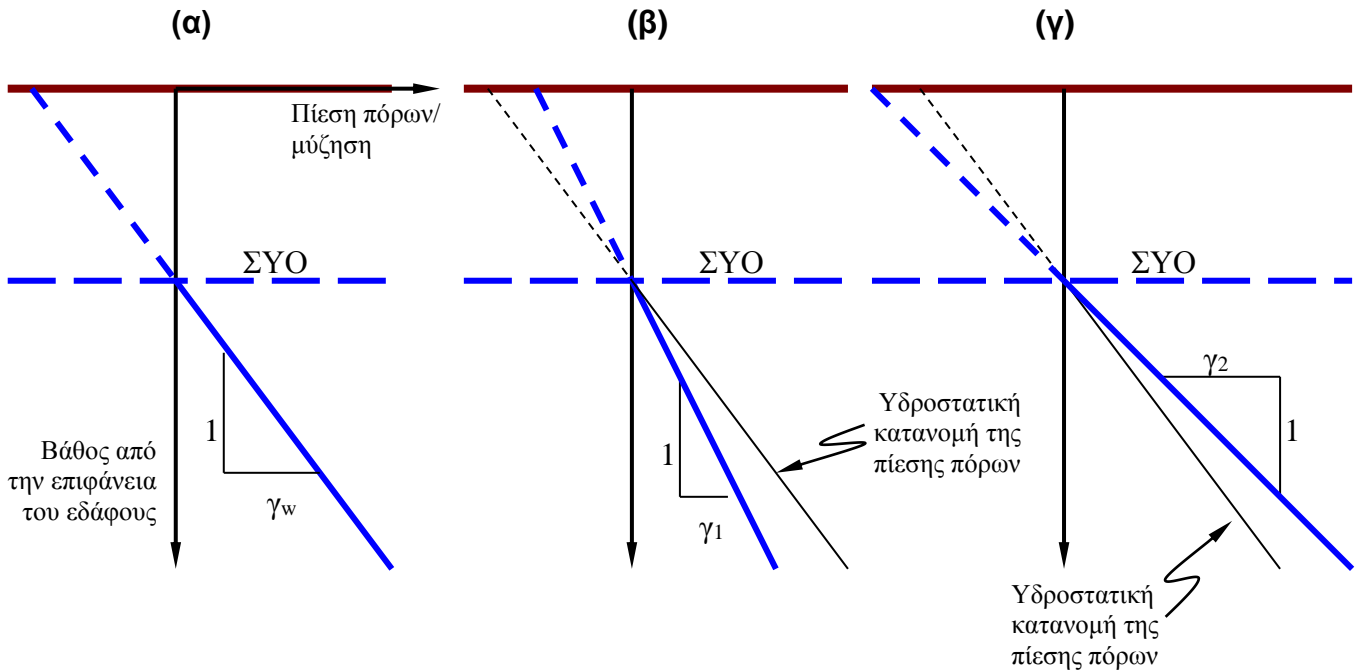 (α)
(β)
(γ)
Πίεση πόρων/
μύζηση
ΣΥΟ
ΣΥΟ
1
γw
Βάθος από
την επιφάνεια
του εδάφους
1
γ1
Υδροστατική
κατανομή της
πίεσης πόρων
γ2
1
Υδροστατική
κατανομή της
πίεσης πόρων